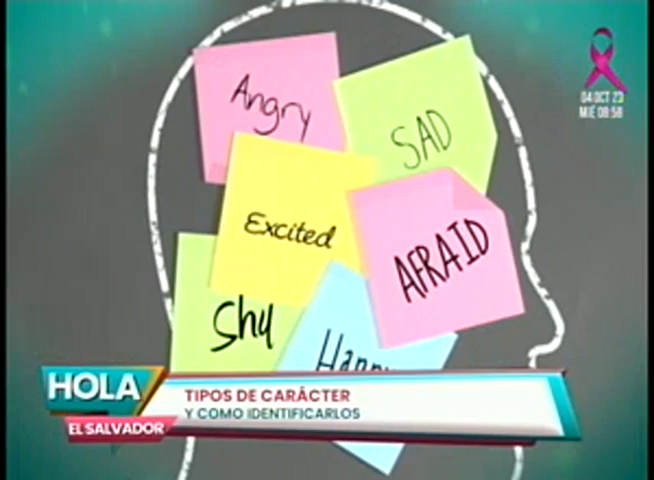 Angry
SAD
Excited
AFRAID
Shy
04 OCT 23
MIÉ 08:58
HOLA
EL SALVADOR
TIPOS DE CARÁCTER
Y COMO IDENTIFICARLOS